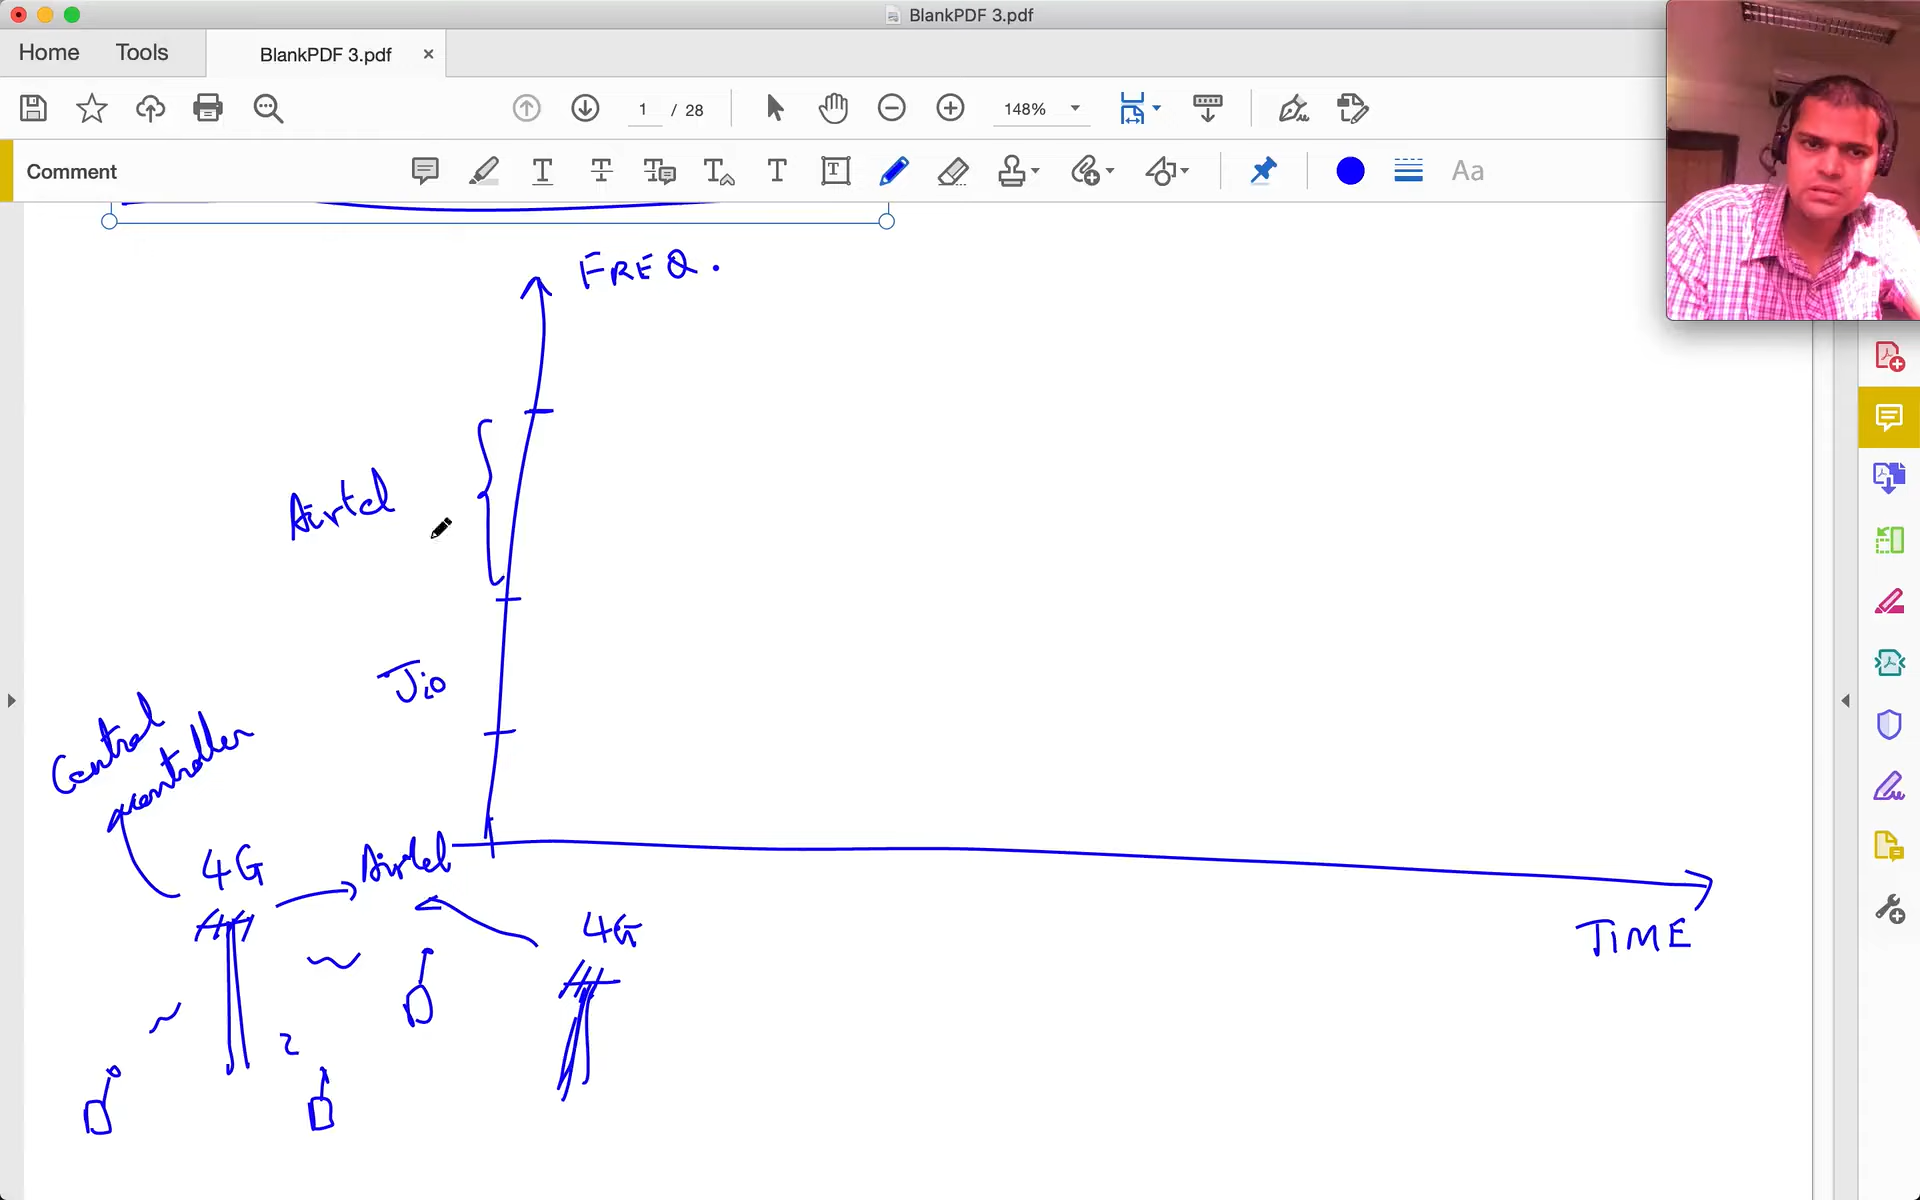 BlankPDF 3.pdf
Home Tools BlankPDF 3.pdf ×
1 / 28 148%
Comment T T T T T T Aa
FREQ.
Airtel
Jio
Central
controller
4G Airtel
4G
TIME